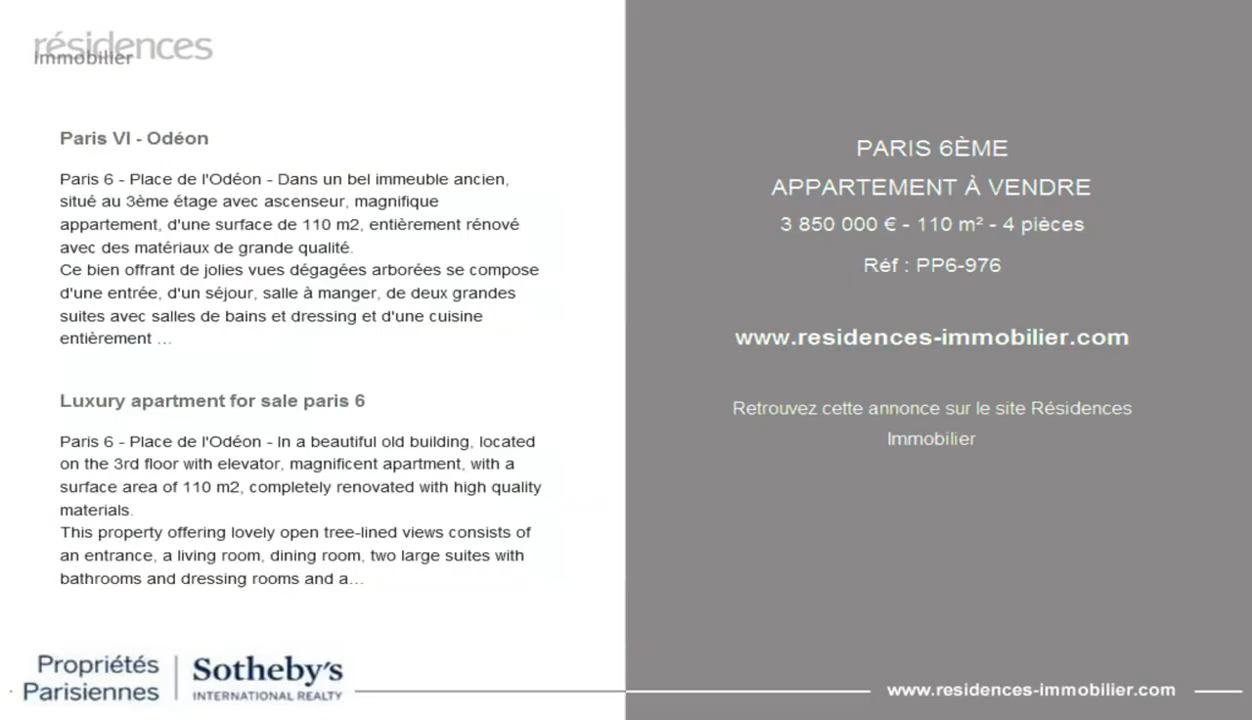 résidences
Immobilier
Paris VI - Odéon
Paris 6 - Place de l'Odéon - Dans un bel immeuble ancien,
situé au 3ème étage avec ascenseur, magnifique
appartement, d'une surface de 110 m2, entièrement rénové
avec des matériaux de grande qualité.
Ce bien offrant de jolies vues dégagées arborées se compose
d'une entrée, d'un séjour, salle à manger, de deux grandes
suites avec salles de bains et dressing et d'une cuisine
entièrement ...
Luxury apartment for sale paris 6
Paris 6 - Place de l'Odéon - In a beautiful old building, located
on the 3rd floor with elevator, magnificent apartment, with a
surface area of 110 m2, completely renovated with high quality
materials.
This property offering lovely open tree-lined views consists of
an entrance, a living room, dining room, two large suites with
bathrooms and dressing rooms and a...
Propriétés
Parisiennes
Sotheby's
INTERNATIONAL REALTY
PARIS 6ÈME
APPARTEMENT À VENDRE
3 850 000 € - 110 m² - 4 pièces
Réf : PP6-976
www.residences-immobilier.com
Retrouvez cette annonce sur le site Résidences
Immobilier
www.residences-immobilier.com